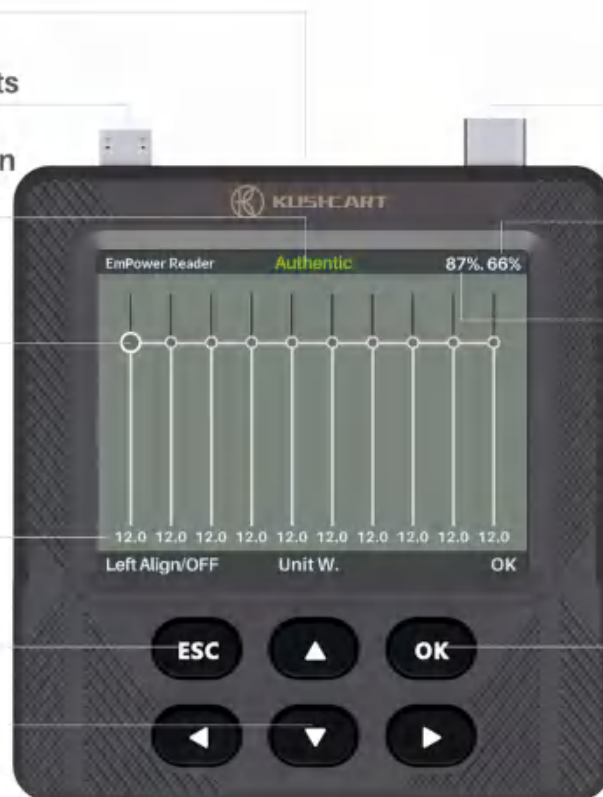 ts
n
KUSHCART
EmPower Reader Authentic 87%. 66%
12.0 12.0 12.0 12.0 12.0 12.0 12.0 12.0 12.0 12.0
Left Align/OFF Unit W. OK
ESC OK